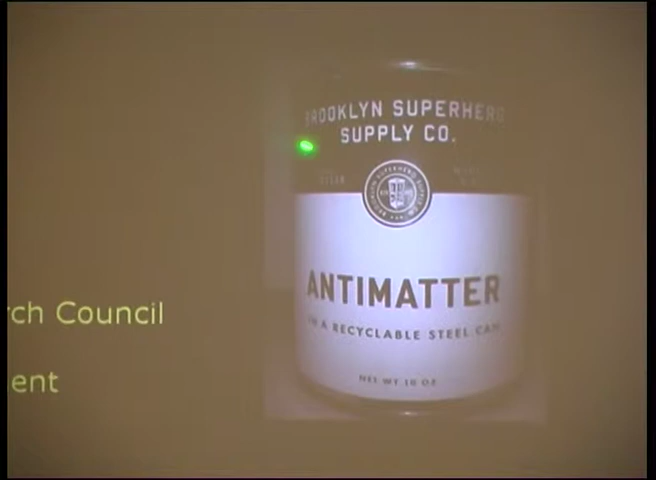 BROOKLYN SUPERHERO
SUPPLY CO.
ANTIMATTER
IN A RECYCLABLE STEEL CAN
NET WT 10 OZ
rch Council
ent